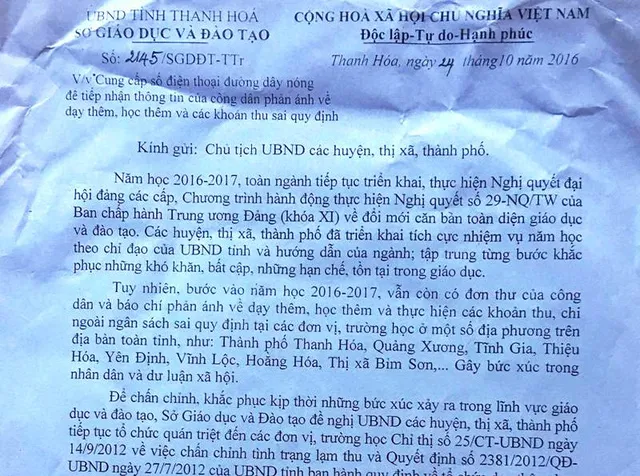 UBND TỈNH THANH HOÁ
SỞ GIÁO DỤC VÀ ĐÀO TẠO
CỘNG HOÀ XÃ HỘI CHỦ NGHĨA VIỆT NAM
Độc lập-Tự do-Hạnh phúc
Số: 2145/SGDĐT-TTr
Thanh Hóa, ngày 24 tháng 10 năm 2016
V/v Cung cấp số điện thoại đường dây nóng
để tiếp nhận thông tin của công dân phản ánh về
dạy thêm, học thêm và các khoản thu sai quy định
Kính gửi: Chủ tịch UBND các huyện, thị xã, thành phố.
Năm học 2016-2017, toàn ngành tiếp tục triển khai, thực hiện Nghị quyết đại
hội đảng các cấp, Chương trình hành động thực hiện Nghị quyết số 29-NQ/TW của
Ban chấp hành Trung ương Đảng (khóa XI) về đổi mới căn bản toàn diện giáo dục
và đào tạo. Các huyện, thị xã, thành phố đã triển khai tích cực nhiệm vụ năm học
theo chỉ đạo của UBND tỉnh và hướng dẫn của ngành; tập trung từng bước khắc
phục những khó khăn, bất cập, những hạn chế, tồn tại trong giáo dục.
Tuy nhiên, bước vào năm học 2016-2017, vẫn còn có đơn thư của công
dân và báo chí phản ánh về dạy thêm, học thêm và thực hiện các khoản thu, chi
ngoài ngân sách sai quy định tại các đơn vị, trường học ở một số địa phương trên
địa bàn toàn tỉnh, như: Thành phố Thanh Hóa, Quảng Xương, Tĩnh Gia, Thiệu
Hóa, Yên Định, Vĩnh Lộc, Hoằng Hóa, Thị xã Bỉm Sơn,... Gây bức xúc trong
nhân dân và dư luận xã hội.
Để chấn chỉnh, khắc phục kịp thời những bức xúc xảy ra trong lĩnh vực giáo
dục và đào tạo, Sở Giáo dục và Đào tạo đề nghị UBND các huyện, thị xã, thành phố
tiếp tục tổ chức quán triệt đến các đơn vị, trường học Chỉ thị số 25/CT-UBND ngày
14/9/2012 về việc chấn chỉnh tình trạng lạm thu và Quyết định số 2381/2012/QĐ-
UBND ngày 27/7/2012 của UBND tỉnh ban hành quy định về